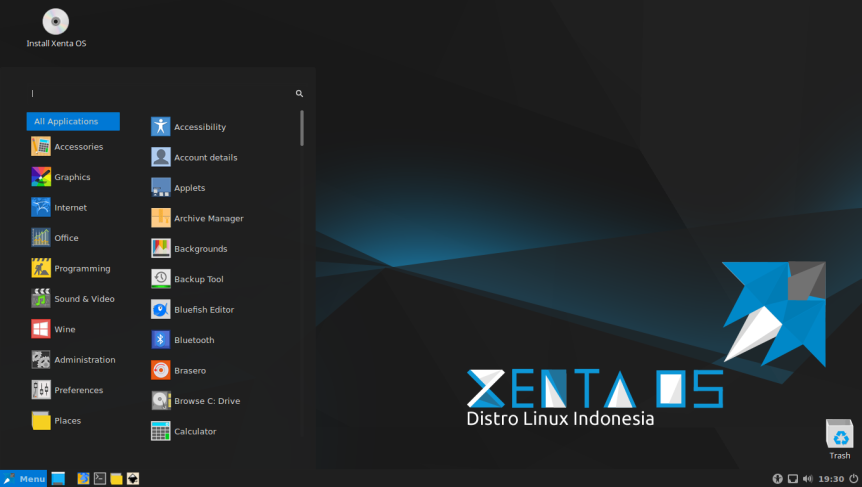 Install Xenta OS
All Applications
Accessories
Graphics
Internet
Office
Programming
Sound & Video
Wine
Administration
Preferences
Places
Accessibility
Account details
Applets
Archive Manager
Backgrounds
Backup Tool
Bluefish Editor
Bluetooth
Brasero
Browse C: Drive
Calculator
XENTA OS
Distro Linux Indonesia
Trash
Menu
19:30